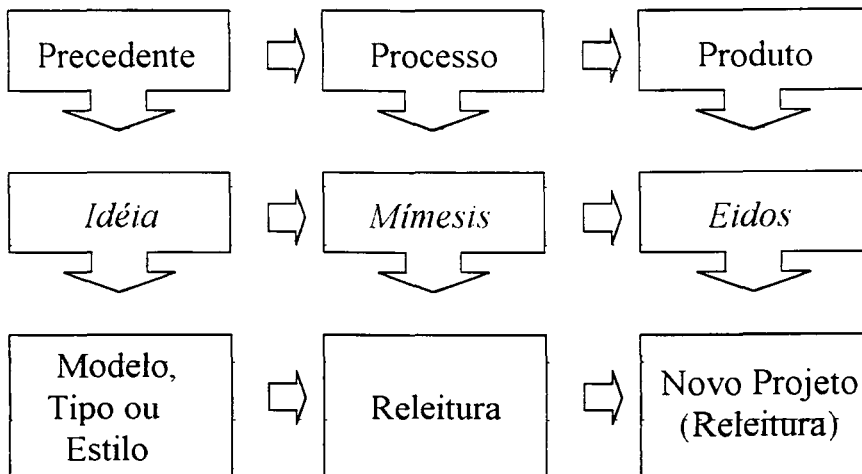 Precedente
Processo
Produto
Idéia
Mímesis
Eidos
Modelo,
Tipo ou
Estilo
Releitura
Novo Projeto
(Releitura)